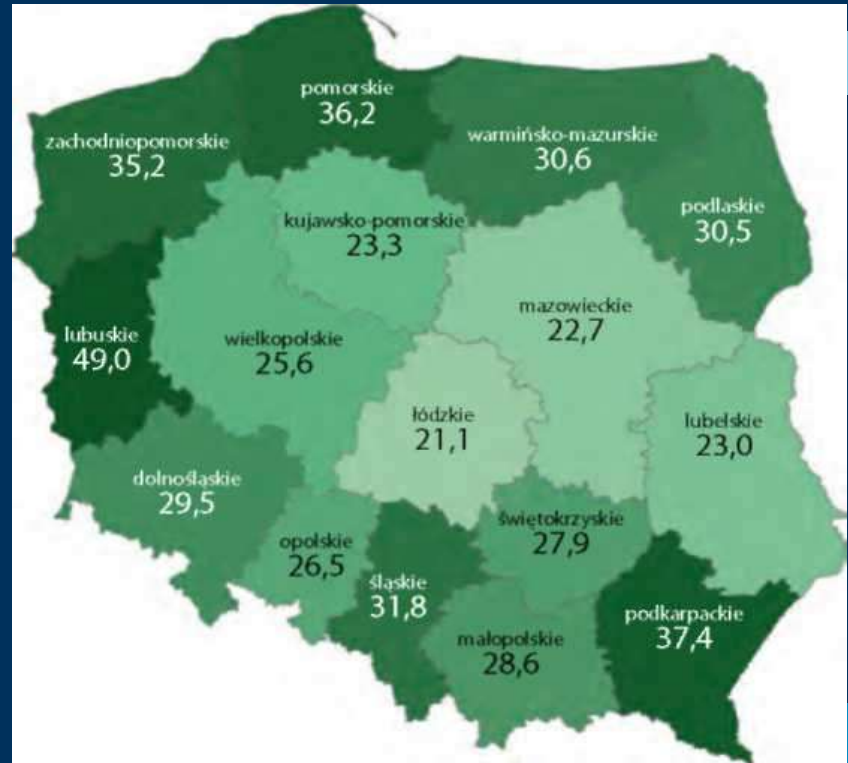 pomorskie
36,2
zachodniopomorskie
35,2
warmińsko-mazurskie
30,6
podlaskie
30,5
kujawsko-pomorskie
23,3
mazowieckie
22,7
lubuskie
49,0
wielkopolskie
25,6
łódzkie
21,1
lubelskie
23,0
dolnośląskie
29,5
opolskie
26,5
świętokrzyskie
27,9
śląskie
31,8
podkarpackie
37,4
małopolskie
28,6